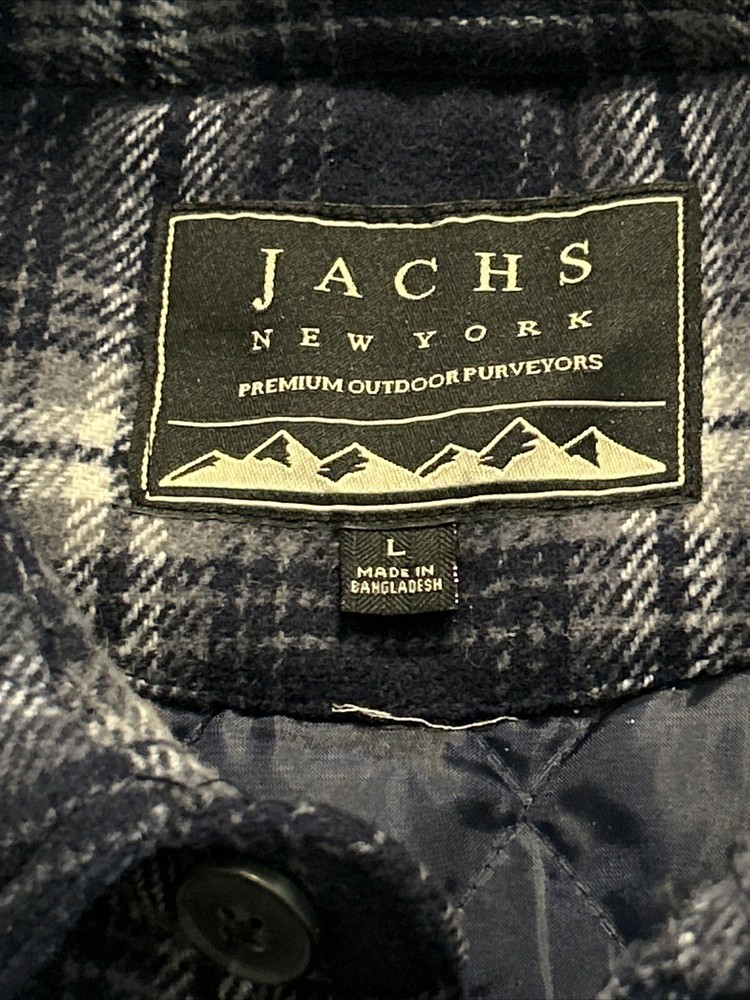 JACHS
NEW YORK
PREMIUM OUTDOOR PURVEYORS
L
MADE IN
BANGLADESH